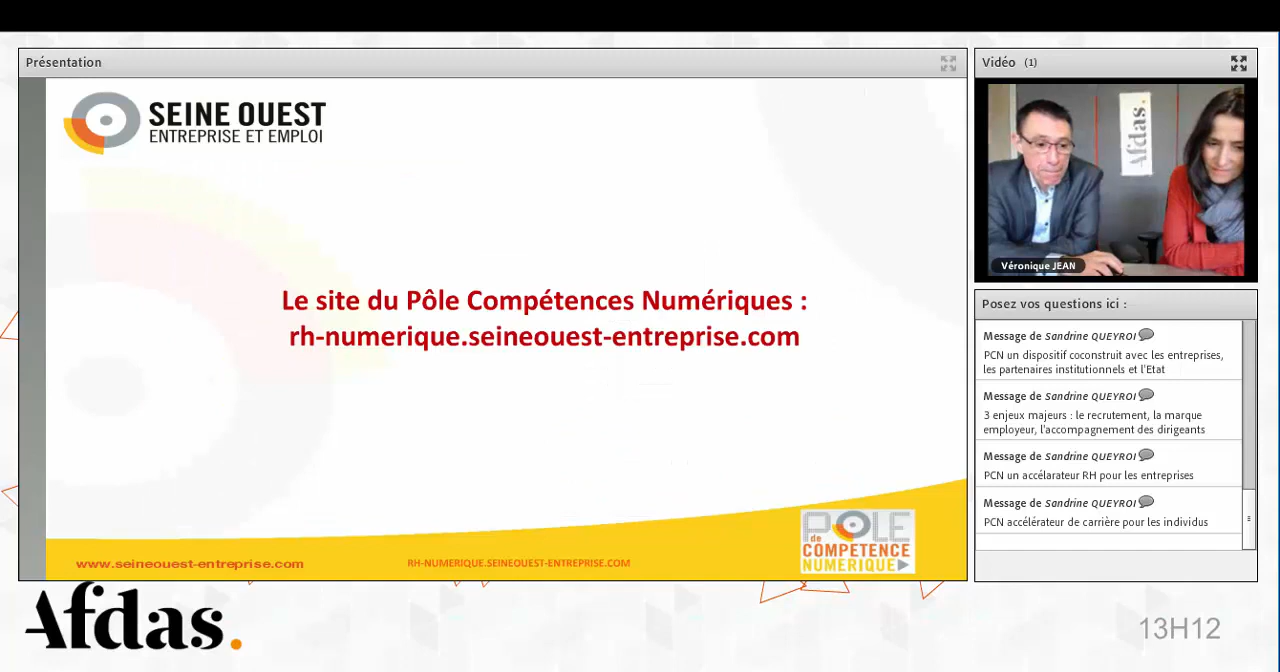 Présentation
SEINE OUEST
ENTREPRISE ET EMPLOI
Le site du Pôle Compétences Numériques :
rh-numerique.seineouest-entreprise.com
www.seineouest-entreprise.com
RH-NUMERIQUE.SEINEOUEST-ENTREPRISE.COM
POLE
de
COMPETENCE
NUMERIQUE
Vidéo (1)
Afdas.
Véronique JEAN
Posez vos questions ici :
Message de Sandrine QUEYROI
PCN un dispositif coconstruit avec les entreprises,
les partenaires institutionnels et l'Etat
Message de Sandrine QUEYROI
3 enjeux majeurs : le recrutement, la marque
employeur, l'accompagnement des dirigeants
Message de Sandrine QUEYROI
PCN un accélarateur RH pour les entreprises
Message de Sandrine QUEYROI
PCN accélérateur de carrière pour les individus
Afdas.
13H12